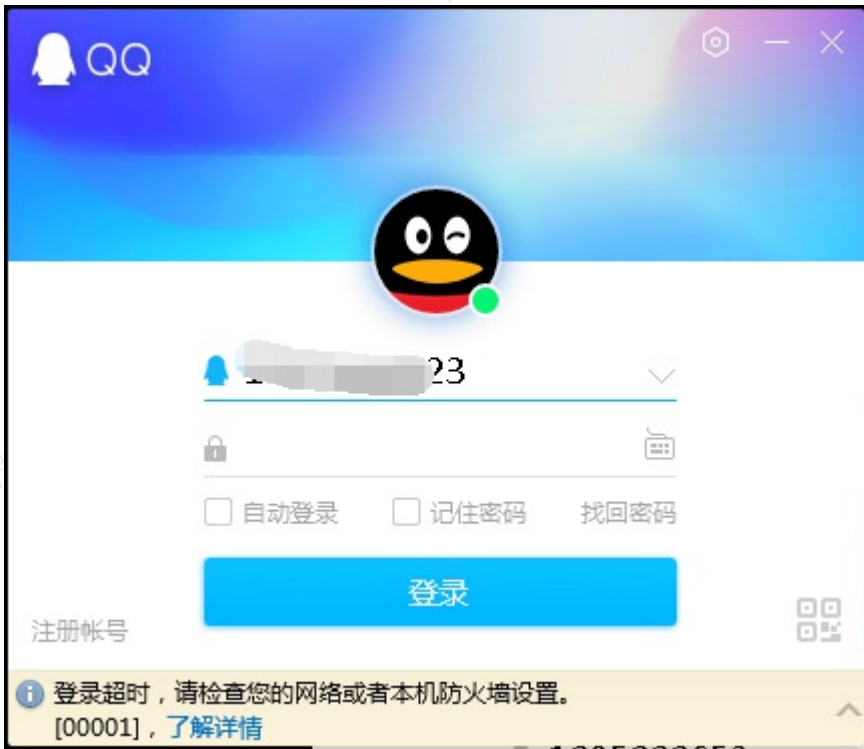 QQ
23
自动登录
记住密码
找回密码
登录
注册帐号
登录超时，请检查您的网络或者本机防火墙设置。
[00001]，了解详情